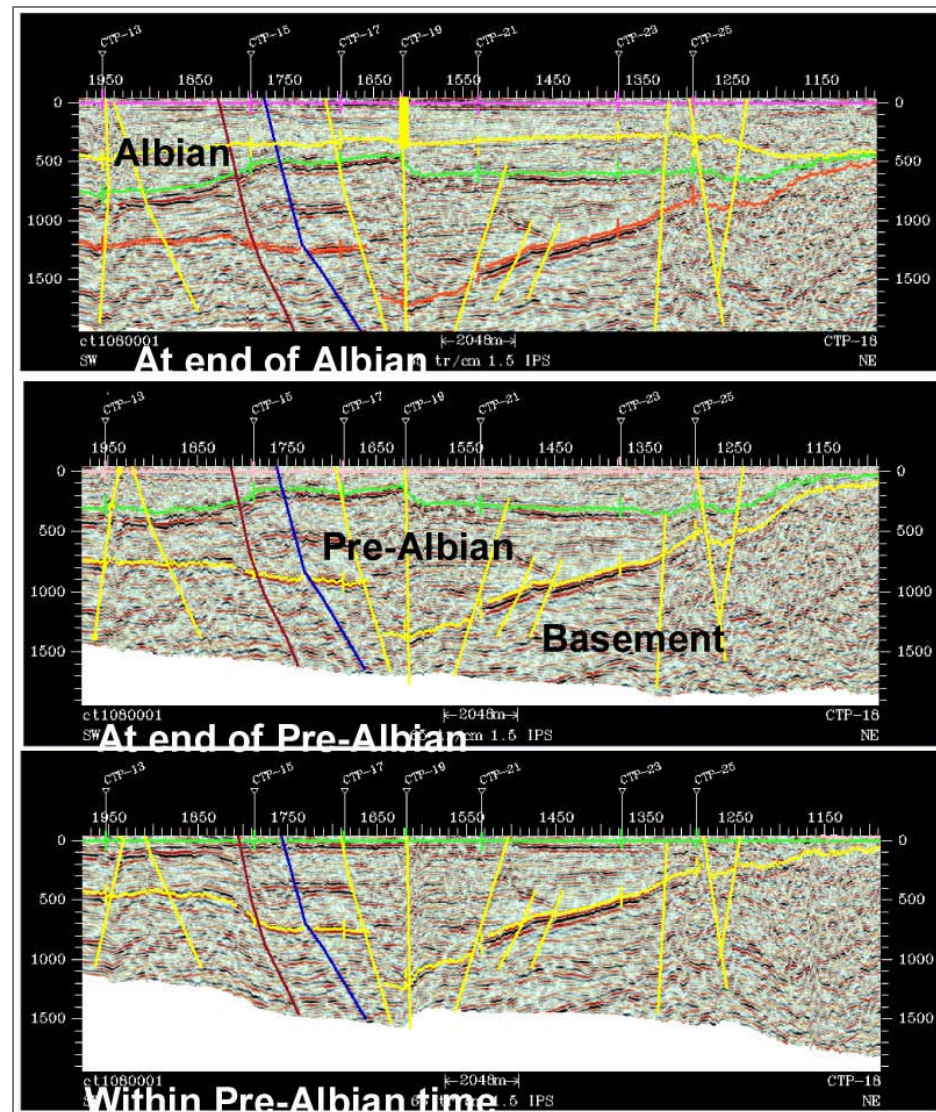 CTP-13 CTP-15 CTP-17 CTP-19 CTP-21 CTP-23 CTP-25
1950 1850 1750 1650 1550 1450 1350 1250 1150
0 0
Albian
500 500
1000 1000
1500 1500
ct1080001 |←2048m→| CTP-18
At end of Albian
SW tr/cm 1.5 IPS NE
CTP-13 CTP-15 CTP-17 CTP-19 CTP-21 CTP-23 CTP-25
1950 1850 1750 1650 1550 1450 1350 1250 1150
0 0
500 500
Pre-Albian
1000 1000
Basement
1500 1500
ct1080001 |←2048m→| CTP-18
At end of Pre-Albian
1.5 IPS NE
CTP-13 CTP-15 CTP-17 CTP-19 CTP-21 CTP-23 CTP-25
1950 1850 1750 1650 1550 1450 1350 1250 1150
0 0
500 500
1000 1000
1500 1500
ct1080001 |←2048m→| CTP-18
Within Pre-Albian time
1.5 IPS NE